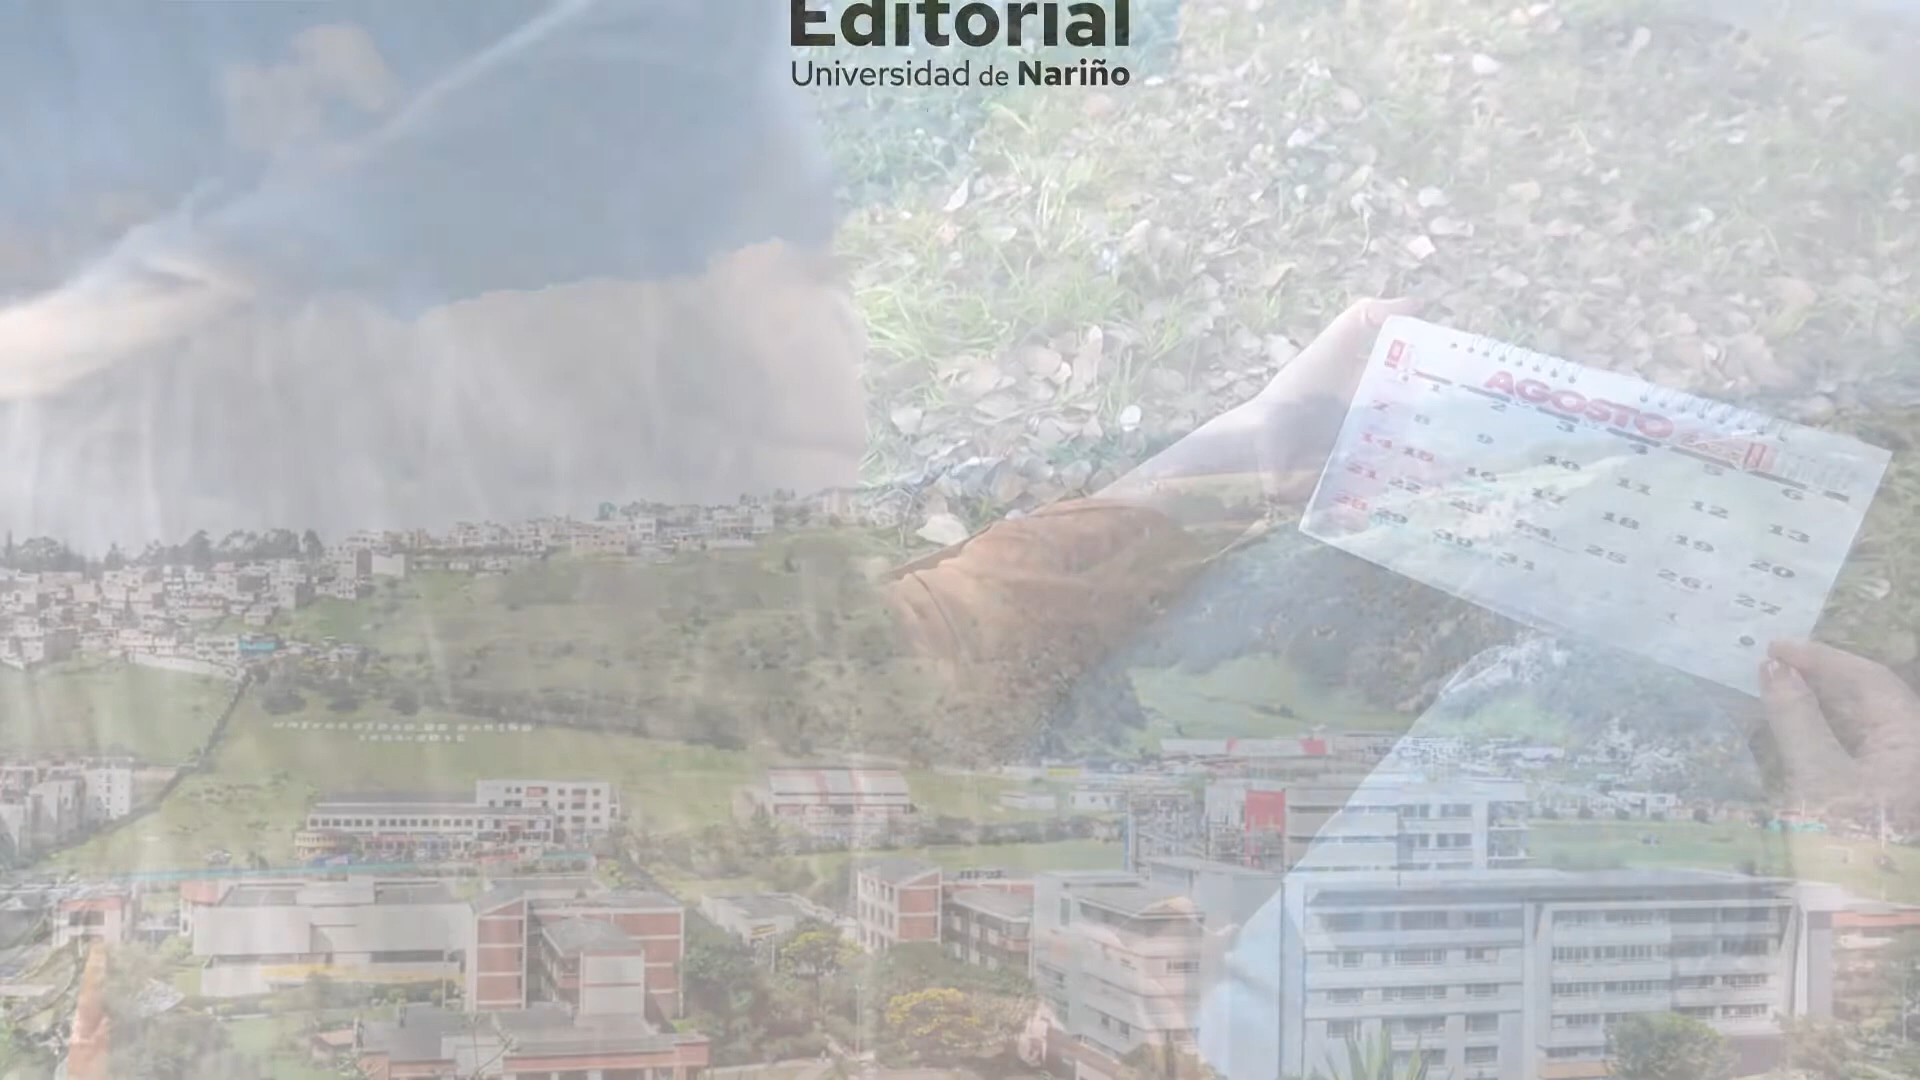 Editorial
Universidad de Nariño
AGOSTO
1 2 3 4 5 6
7 8 9 10 11 12 13
14 15 16 17 18 19 20
21 22 23 24 25 26 27
28 29 30 31